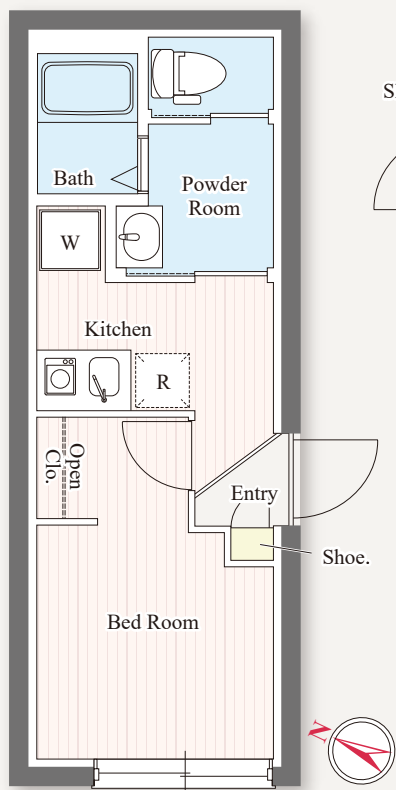 S
Bath
Powder
Room
W
Kitchen
R
Open
Clo.
Entry
Shoe.
Bed Room
N